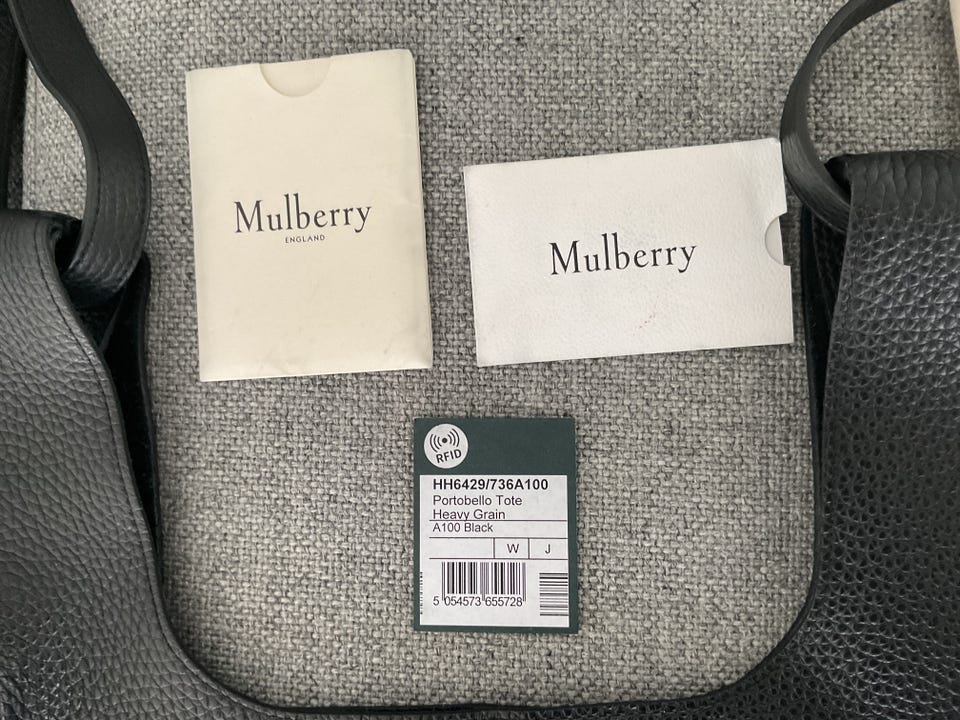 Mulberry
ENGLAND
Mulberry
RFID
HH6429/736A100
Portobello Tote
Heavy Grain
A100 Black
W J
5 054573 655728